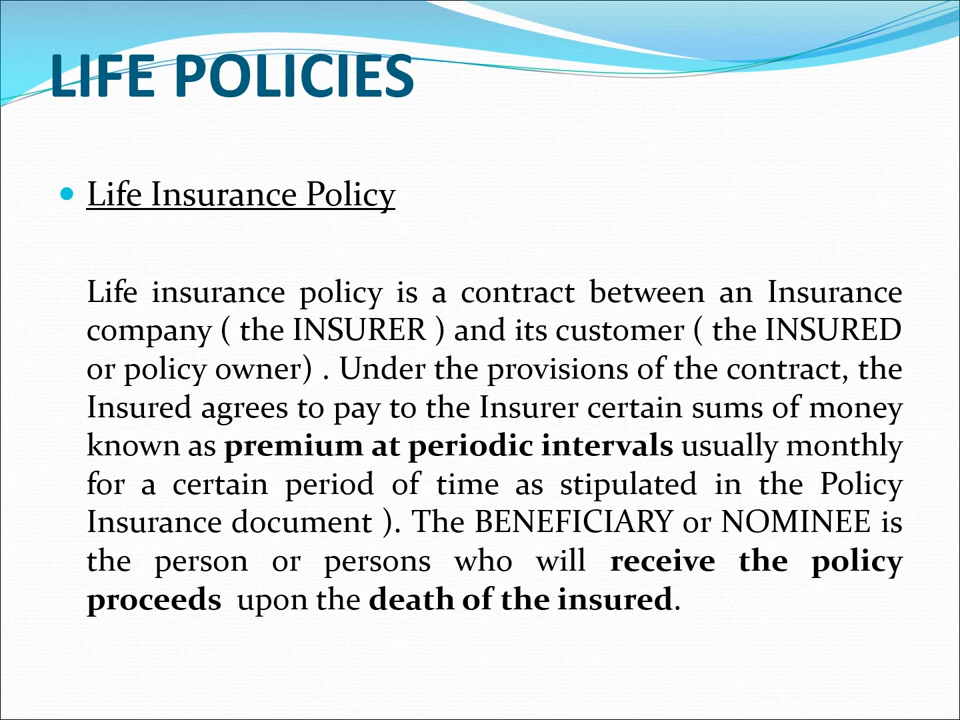 LIFE POLICIES
Life Insurance Policy
Life insurance policy is a contract between an Insurance
company ( the INSURER ) and its customer ( the INSURED
or policy owner) . Under the provisions of the contract, the
Insured agrees to pay to the Insurer certain sums of money
known as premium at periodic intervals usually monthly
for a certain period of time as stipulated in the Policy
Insurance document ). The BENEFICIARY or NOMINEE is
the person or persons who will receive the policy
proceeds upon the death of the insured.